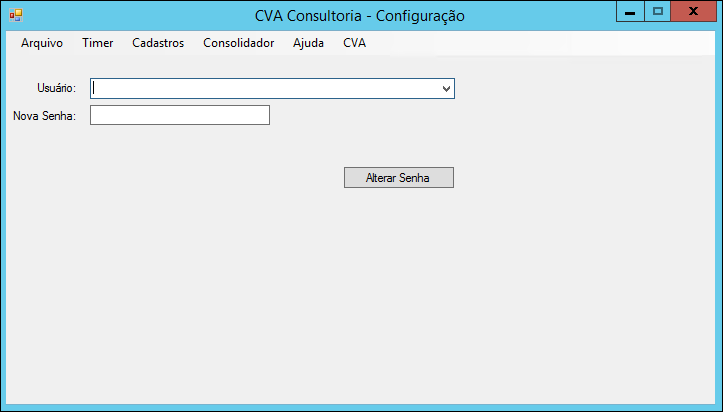 CVA Consultoria - Configuração
Arquivo Timer Cadastros Consolidador Ajuda CVA
Usuário:
Nova Senha:
Alterar Senha